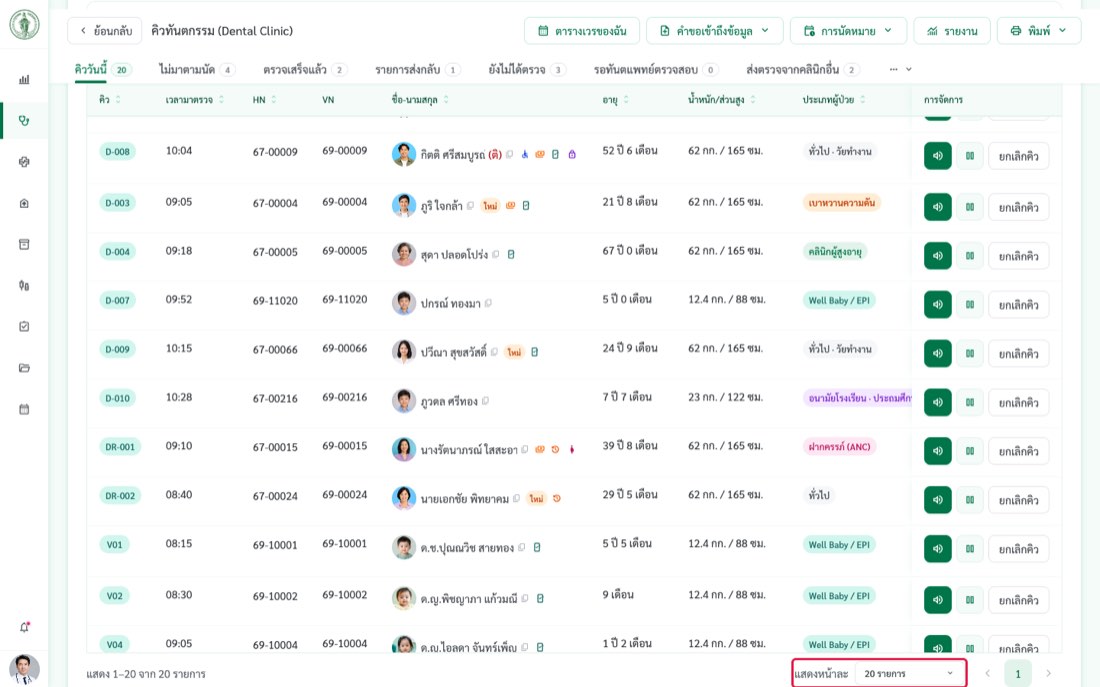 ย้อนกลับ คิวทันตกรรม (Dental Clinic) ตารางเวรของฉัน คำขอเข้าถึงข้อมูล การนัดหมาย รายงาน พิมพ์
คิววันนี้ 20 ไม่มาตามนัด 4 ตรวจเสร็จแล้ว 2 รายการส่งกลับ 1 ยังไม่ได้ตรวจ 3 รอทันตแพทย์ตรวจสอบ 0 ส่งตรวจจากคลินิกอื่น 2 ...
คิว เวลามาตรวจ HN VN ชื่อ-นามสกุล อายุ น้ำหนัก/ส่วนสูง ประเภทผู้ป่วย การจัดการ
D-008 10:04 67-00009 69-00009 กิตติ ศรีสมบูรณ์ (ติ) 52 ปี 6 เดือน 62 กก. / 165 ซม. ทั่วไป · วัยทำงาน ยกเลิกคิว
D-003 09:05 67-00004 69-00004 ภูริ ใจกล้า ใหม่ 21 ปี 8 เดือน 62 กก. / 165 ซม. เบาหวานความดัน ยกเลิกคิว
D-004 09:18 67-00005 69-00005 สุดา ปลอดโปร่ง 67 ปี 0 เดือน 62 กก. / 165 ซม. คลินิกผู้สูงอายุ ยกเลิกคิว
D-007 09:52 69-11020 69-11020 ปกรณ์ ทองมา 5 ปี 0 เดือน 12.4 กก. / 88 ซม. Well Baby / EPI ยกเลิกคิว
D-009 10:15 67-00066 69-00066 ปวีณา สุขสวัสดิ์ ใหม่ 24 ปี 9 เดือน 62 กก. / 165 ซม. ทั่วไป · วัยทำงาน ยกเลิกคิว
D-010 10:28 67-00216 69-00216 ภูวดล ศรีทอง 7 ปี 7 เดือน 23 กก. / 122 ซม. อนามัยโรงเรียน · ประถมศึก ยกเลิกคิว
DR-001 09:10 67-00015 69-00015 นางรัตนาภรณ์ ใสสะอา 39 ปี 8 เดือน 62 กก. / 165 ซม. ฝากครรภ์ (ANC) ยกเลิกคิว
DR-002 08:40 67-00024 69-00024 นายเอกชัย พิทยาคม ใหม่ 29 ปี 5 เดือน 62 กก. / 165 ซม. ทั่วไป ยกเลิกคิว
V01 08:15 69-10001 69-10001 ด.ช.ปุณณวิช สายทอง 5 ปี 5 เดือน 12.4 กก. / 88 ซม. Well Baby / EPI ยกเลิกคิว
V02 08:30 69-10002 69-10002 ด.ญ.พิชญาภา แก้วมณี 9 เดือน 12.4 กก. / 88 ซม. Well Baby / EPI ยกเลิกคิว
V04 09:05 69-10004 69-10004 ด.ญ.ไอลดา จันทร์เพ็ญ 1 ปี 2 เดือน 12.4 กก. / 88 ซม. Well Baby / EPI ยกเลิกคิว
แสดง 1–20 จาก 20 รายการ แสดงหน้าละ 20 รายการ 1